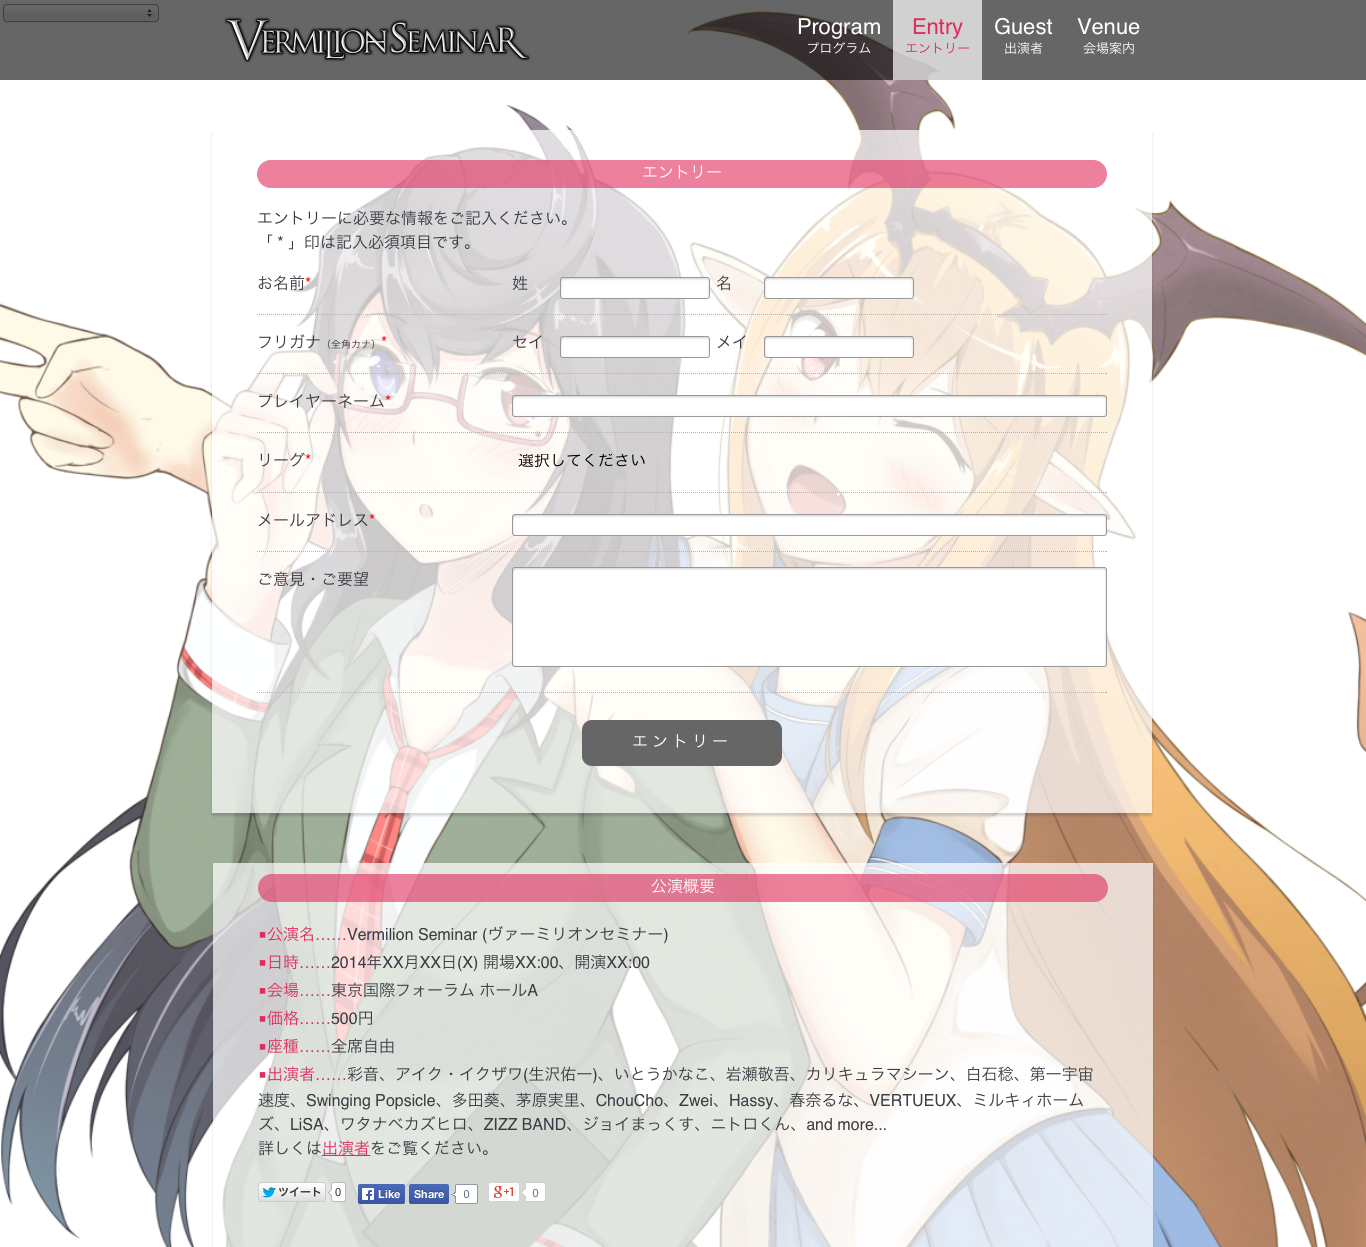 VERMILION SEMINAR
Program
プログラム
Entry
エントリー
Guest
出演者
Venue
会場案内
エントリー
エントリーに必要な情報をご記入ください。
「 * 」印は記入必須項目です。
お名前* 姓 名
フリガナ（全角カナ）* セイ メイ
プレイヤーネーム*
リーグ* 選択してください
メールアドレス*
ご意見・ご要望
エントリー
公演概要
▪公演名……Vermilion Seminar (ヴァーミリオンセミナー)
▪日時……2014年XX月XX日(X) 開場XX:00、開演XX:00
▪会場……東京国際フォーラム ホールA
▪価格……500円
▪座種……全席自由
▪出演者……彩音、アイク・イクザワ(生沢佑一)、いとうかなこ、岩瀬敬吾、カリキュラマシーン、白石稔、第一宇宙
速度、Swinging Popsicle、多田葵、茅原実里、ChouCho、Zwei、Hassy、春奈るな、VERTUEUX、ミルキィホーム
ズ、LiSA、ワタナベカズヒロ、ZIZZ BAND、ジョイまっくす、ニトロくん、and more...
詳しくは出演者をご覧ください。
ツイート 0 Like Share 0 g+1 0